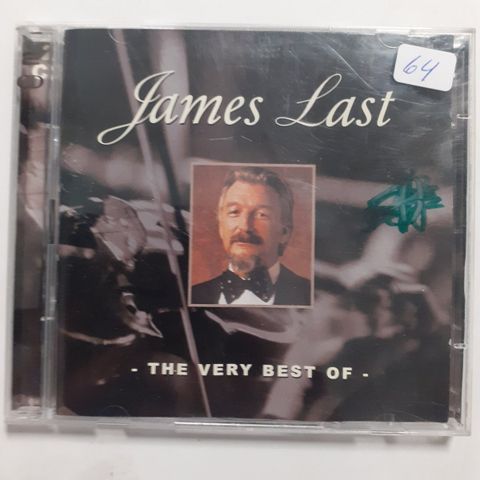 64
James Last
- THE VERY BEST OF -